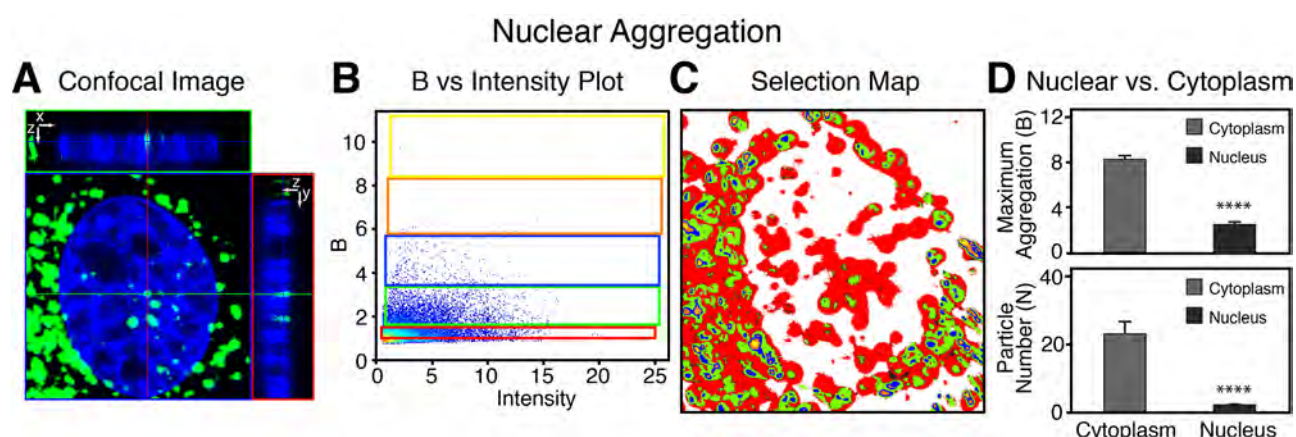 Nuclear Aggregation
A Confocal Image
x
z
z
y
B B vs Intensity Plot
B
10
8
6
4
2
0
0 5 10 15 20 25
Intensity
C Selection Map
D Nuclear vs. Cytoplasm
Maximum
Aggregation (B)
12
8
4
0
Cytoplasm
Nucleus
****
Particle
Number (N)
40
20
0
Cytoplasm
Nucleus
****
Cytoplasm Nucleus